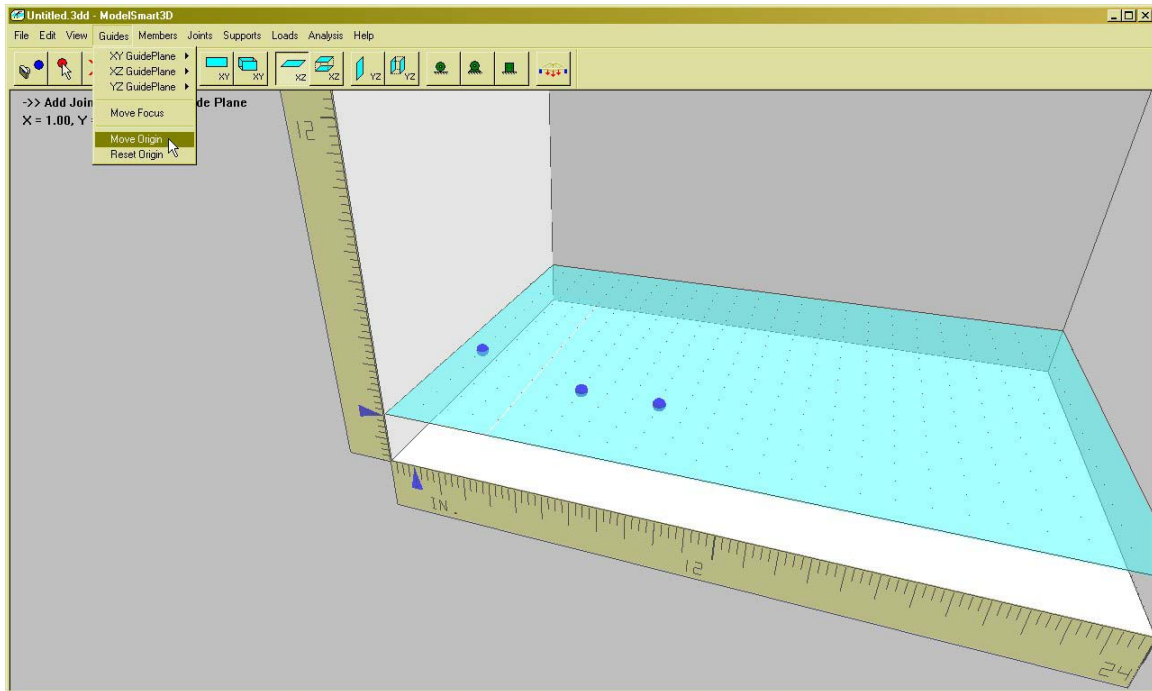 Untitled.3dd - ModelSmart3D
File Edit View Guides Members Joints Supports Loads Analysis Help
XY GuidePlane
XZ GuidePlane
YZ GuidePlane
Move Focus
Move Origin
Reset Origin
XY XY XZ XZ YZ YZ
->> Add Join de Plane
X = 1.00, Y =
12
IN.
12
24